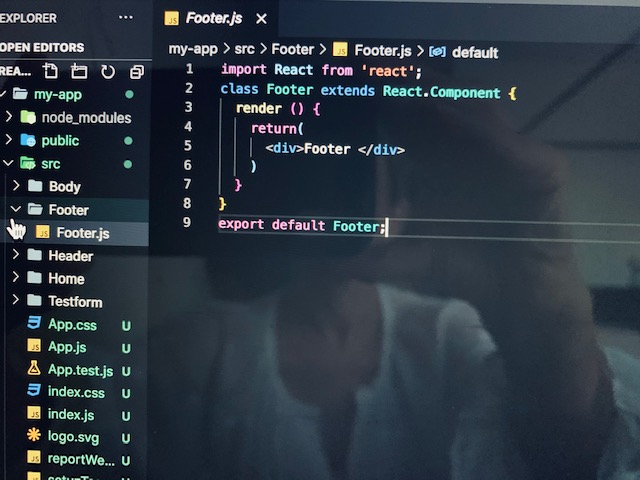 EXPLORER
Footer.js
OPEN EDITORS
my-app > src > Footer > Footer.js > default
REA...
my-app
node_modules
public
src
Body
Footer
Footer.js
Header
Home
Testform
App.css U
App.js U
App.test.js U
index.css U
index.js U
logo.svg U
reportWe... U
1 import React from 'react';
2 class Footer extends React.Component {
3 render () {
4 return(
5 <div>Footer </div>
6 )
7 }
8 }
9 export default Footer;